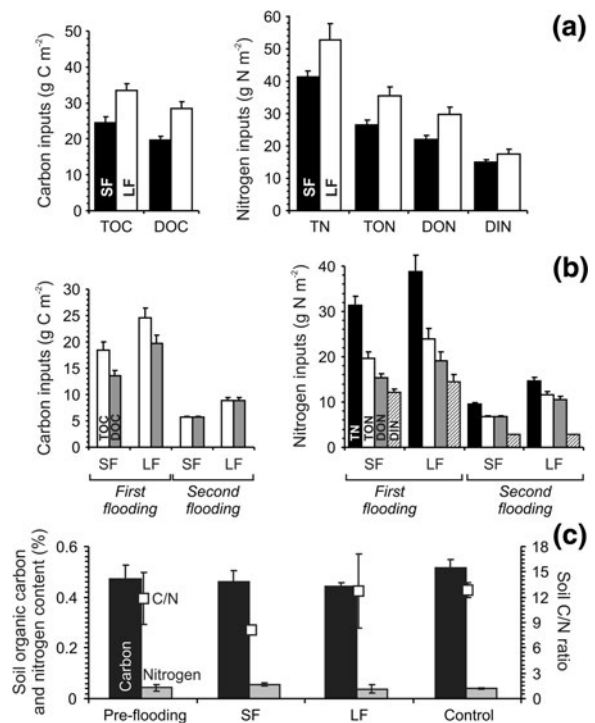 (a)
Carbon inputs (g C m⁻²)
50
40
30
20
10
0
SF
LF
TOC DOC
Nitrogen inputs (g N m⁻²)
60
50
40
30
20
10
0
SF
LF
TN TON DON DIN
(b)
Carbon inputs (g C m⁻²)
30
25
20
15
10
5
0
TOC
DOC
SF LF SF LF
First flooding
Second flooding
Nitrogen inputs (g N m⁻²)
40
30
20
10
0
TN
TON
DON
DIN
SF LF SF LF
First flooding
Second flooding
(c)
Soil organic carbon
and nitrogen content (%)
0.6
0.4
0.2
0
C/N
Carbon
Nitrogen
18
15
12
9
6
3
0
Soil C/N ratio
Pre-flooding SF LF Control